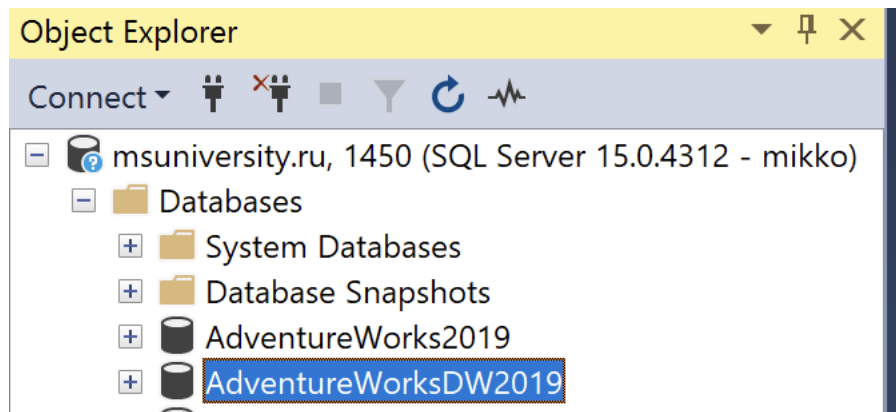 Object Explorer
Connect
msuniversity.ru, 1450 (SQL Server 15.0.4312 - mikko)
Databases
System Databases
Database Snapshots
AdventureWorks2019
AdventureWorksDW2019